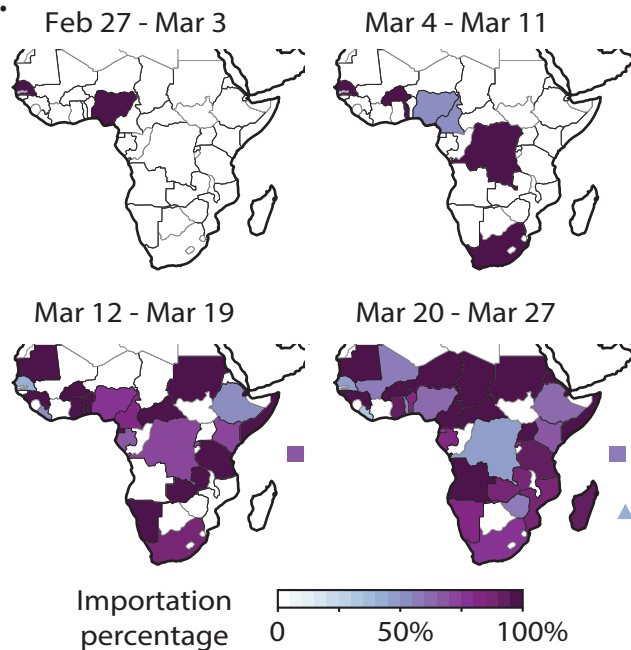 Feb 27 - Mar 3
Mar 4 - Mar 11
Mar 12 - Mar 19
Mar 20 - Mar 27
Importation
percentage
0
50%
100%